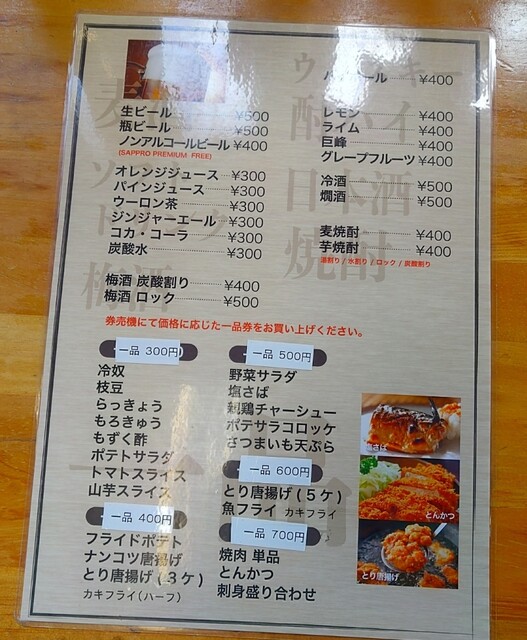 生ビール ¥500
瓶ビール ¥500
ノンアルコールビール ¥400
(SAPPRO PREMIUM FREE)
オレンジジュース ¥300
パインジュース ¥300
ウーロン茶 ¥300
ジンジャーエール ¥300
コカ・コーラ ¥300
炭酸水 ¥300
梅酒
梅酒 炭酸割り ¥400
梅酒 ロック ¥500
ハイボール ¥400
レモン ¥400
ライム ¥400
巨峰 ¥400
グレープフルーツ ¥400
日本酒
冷酒 ¥500
燗酒 ¥500
焼酎
麦焼酎 ¥400
芋焼酎 ¥400
湯割り / 水割り / ロック / 炭酸割り
券売機にて価格に応じた一品券をお買い上げください。
一品 300円
冷奴
枝豆
らっきょう
もろきゅう
もずく酢
ポテトサラダ
トマトスライス
山芋スライス
一品 400円
フライドポテト
ナンコツ唐揚げ
とり唐揚げ (3ケ)
カキフライ(ハーフ)
一品 500円
野菜サラダ
塩さば
親鶏チャーシュー
ポテサラコロッケ
さつまいも天ぷら
一品 600円
とり唐揚げ (5ケ)
魚フライ カキフライ
一品 700円
焼肉 単品
とんかつ
刺身盛り合わせ
とんかつ
とり唐揚げ